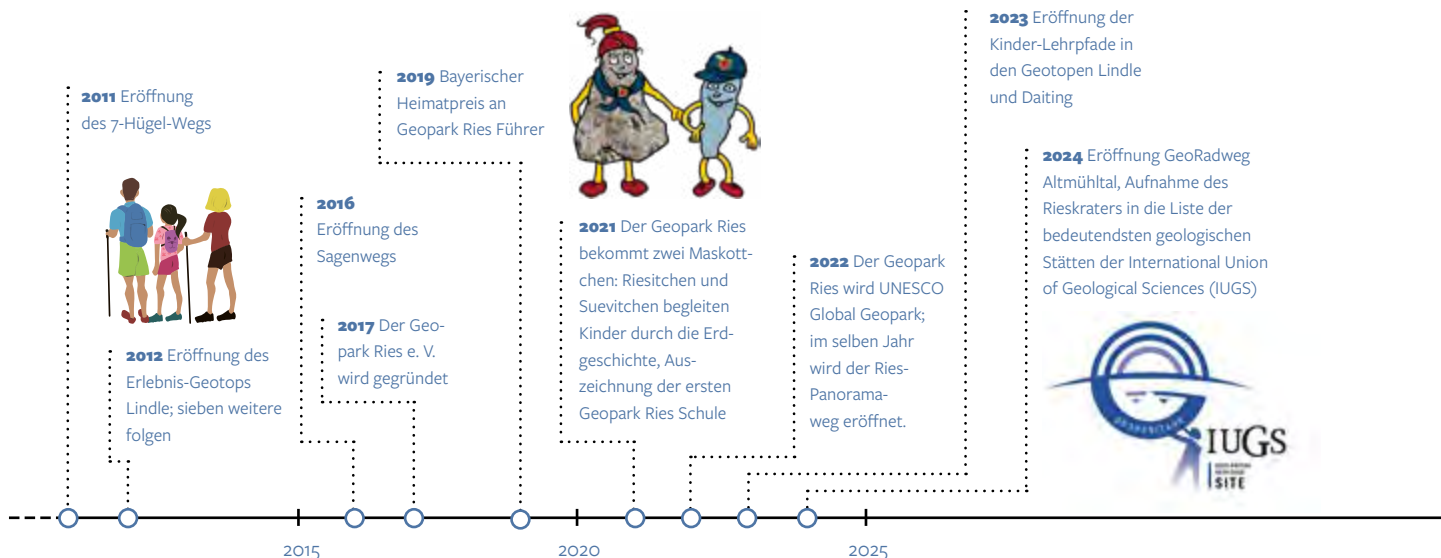 2011 Eröffnung
des 7-Hügel-Wegs
2012 Eröffnung des
Erlebnis-Geotops
Lindle; sieben weitere
folgen
2016
Eröffnung des
Sagenwegs
2017 Der Geo-
park Ries e. V.
wird gegründet
2019 Bayerischer
Heimatpreis an
Geopark Ries Führer
2021 Der Geopark Ries
bekommt zwei Maskott-
chen: Riesitchen und
Suevitchen begleiten
Kinder durch die Erd-
geschichte, Aus-
zeichnung der ersten
Geopark Ries Schule
2022 Der Geopark
Ries wird UNESCO
Global Geopark;
im selben Jahr
wird der Ries-
Panorama-
weg eröffnet.
2023 Eröffnung der
Kinder-Lehrpfade in
den Geotopen Lindle
und Daiting
2024 Eröffnung GeoRadweg
Altmühltal, Aufnahme des
Rieskraters in die Liste der
bedeutendsten geologischen
Stätten der International Union
of Geological Sciences (IUGS)
IUGS
SITE
2015
2020
2025